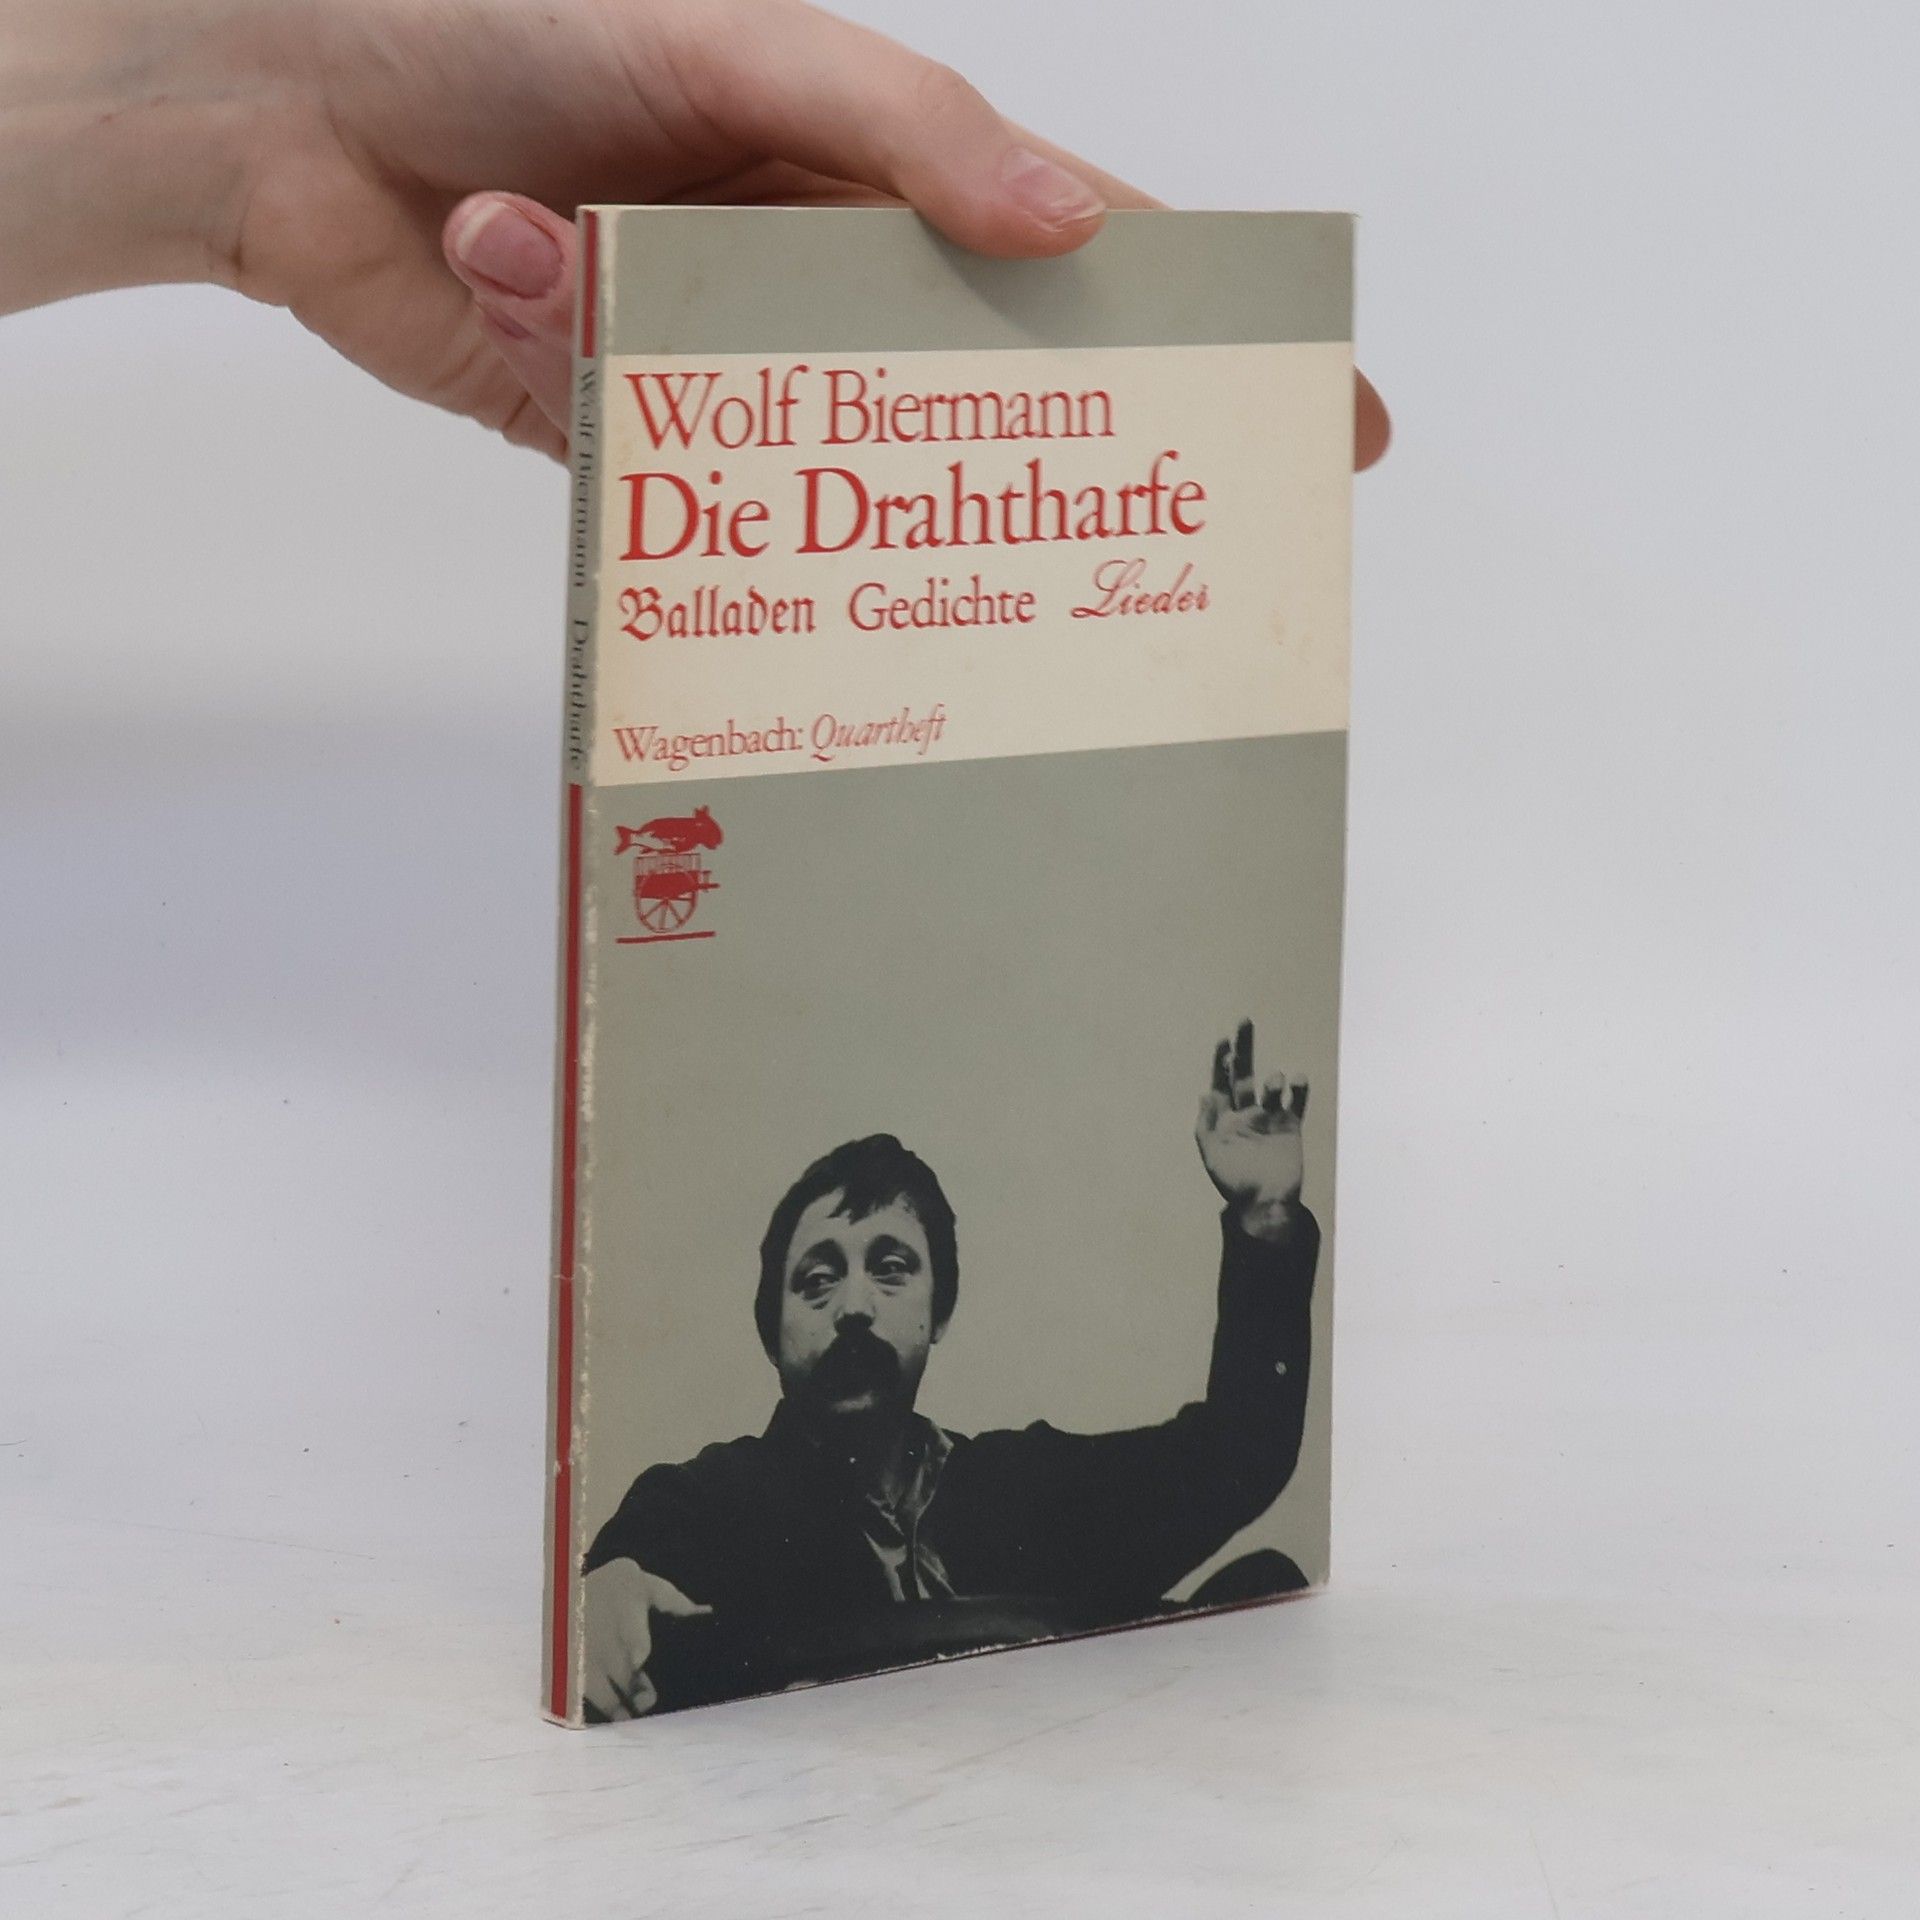 Wolf Biermann
Die Drahtharfe
Balladen Gedichte Lieder
Wagenbach: Quartheft
Wolf Biermann Drahtharfe